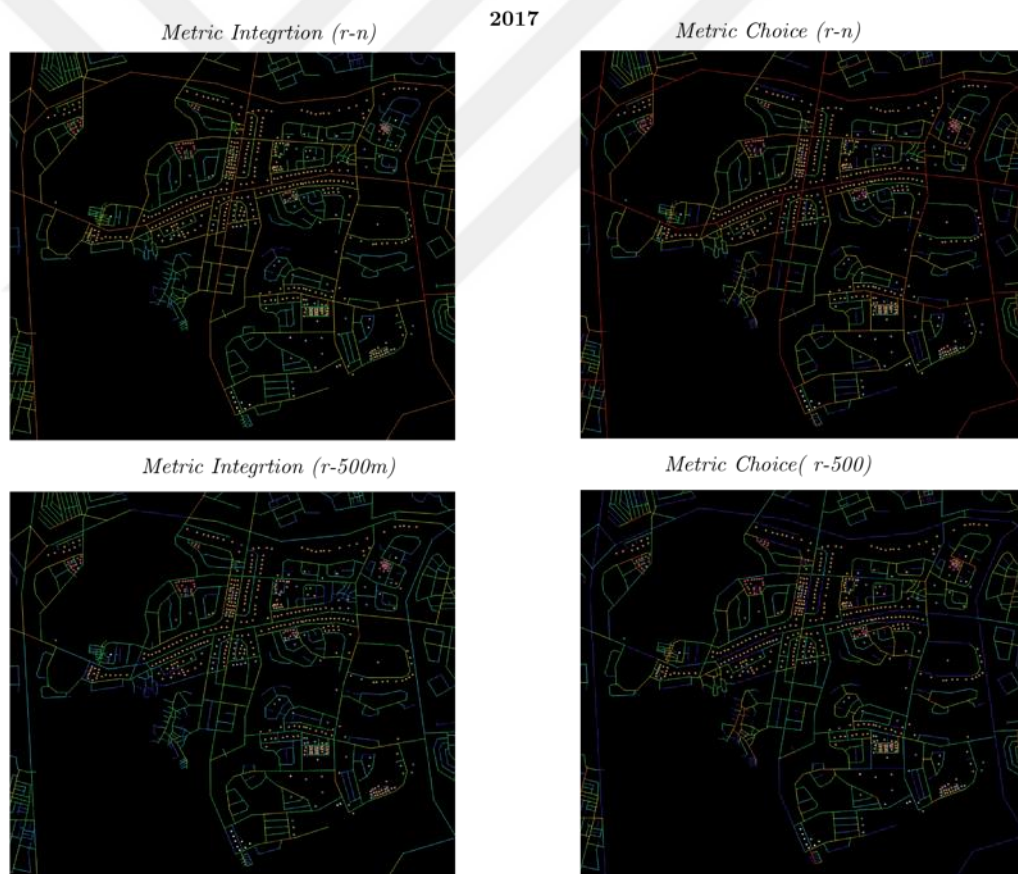 2017
Metric Integrtion (r-n)
Metric Choice (r-n)
Metric Integrtion (r-500m)
Metric Choice( r-500)